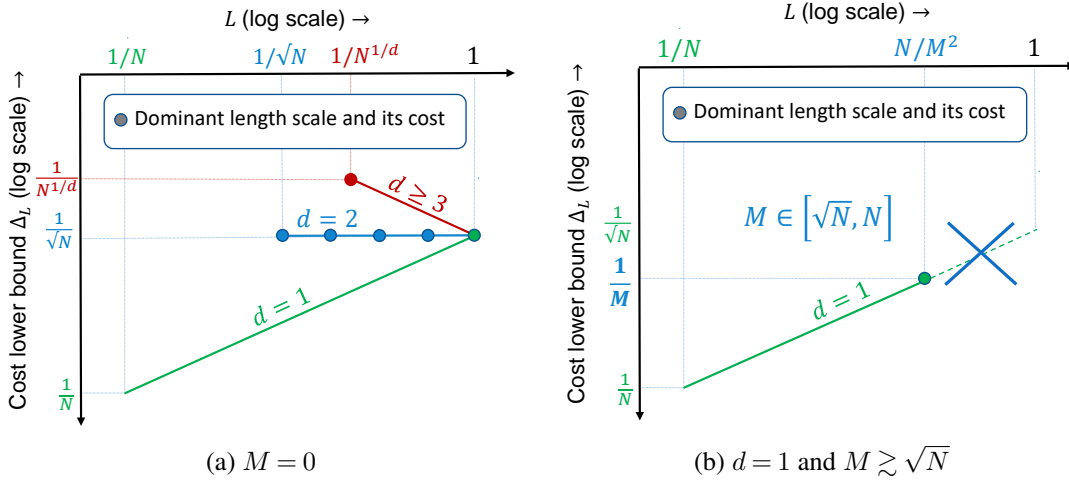 L (log scale) →
1/N
1/√N
1/N^{1/d}
1
Cost lower bound Δ_L (log scale) →
Dominant length scale and its cost
1/N^{1/d}
d ≥ 3
1/√N
d = 2
d = 1
1/N
(a) M = 0
L (log scale) →
1/N
N/M²
1
Cost lower bound Δ_L (log scale) →
Dominant length scale and its cost
M ∈ [√N, N]
1/√N
1/M
d = 1
1/N
(b) d = 1 and M ≳ √N